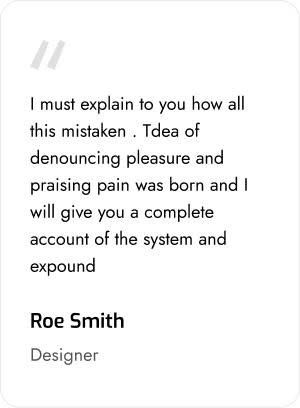 I must explain to you how all
this mistaken . Tdea of
denouncing pleasure and
praising pain was born and I
will give you a complete
account of the system and
expound
Roe Smith
Designer